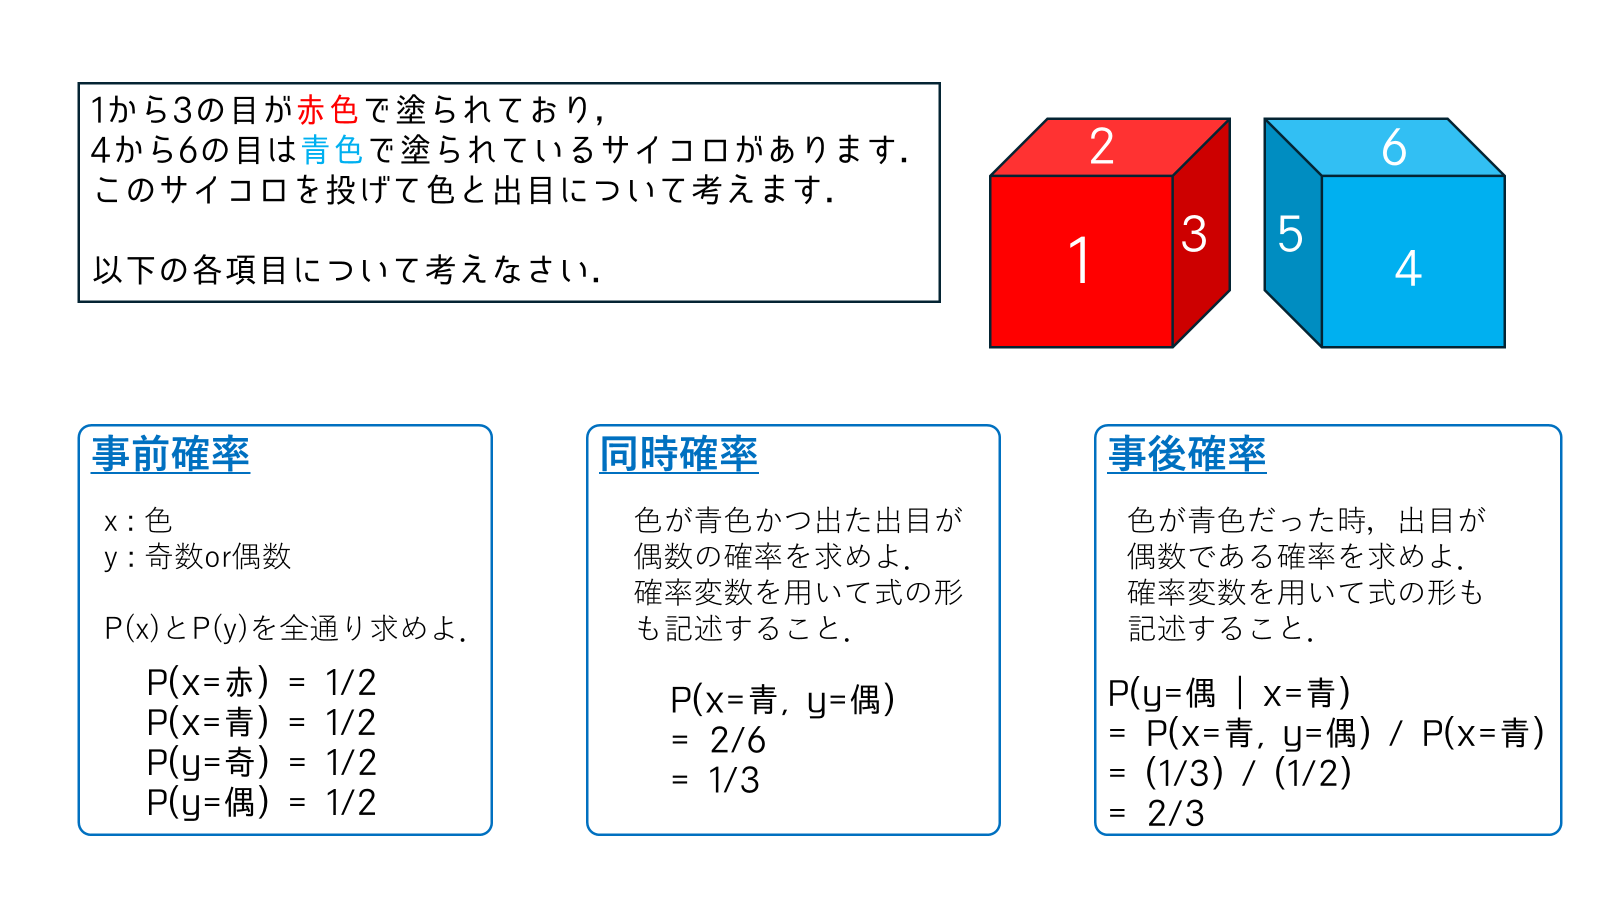 1から3の目が赤色で塗られており，
4から6の目は青色で塗られているサイコロがあります．
このサイコロを投げて色と出目について考えます．
以下の各項目について考えなさい．
2
1
3
6
5
4
事前確率
x：色
y：奇数or偶数
P(x)とP(y)を全通り求めよ．
P(x=赤) = 1/2
P(x=青) = 1/2
P(y=奇) = 1/2
P(y=偶) = 1/2
同時確率
色が青色かつ出た出目が
偶数の確率を求めよ．
確率変数を用いて式の形
も記述すること．
P(x=青, y=偶)
= 2/6
= 1/3
事後確率
色が青色だった時，出目が
偶数である確率を求めよ．
確率変数を用いて式の形も
記述すること．
P(y=偶 | x=青)
= P(x=青, y=偶) / P(x=青)
= (1/3) / (1/2)
= 2/3